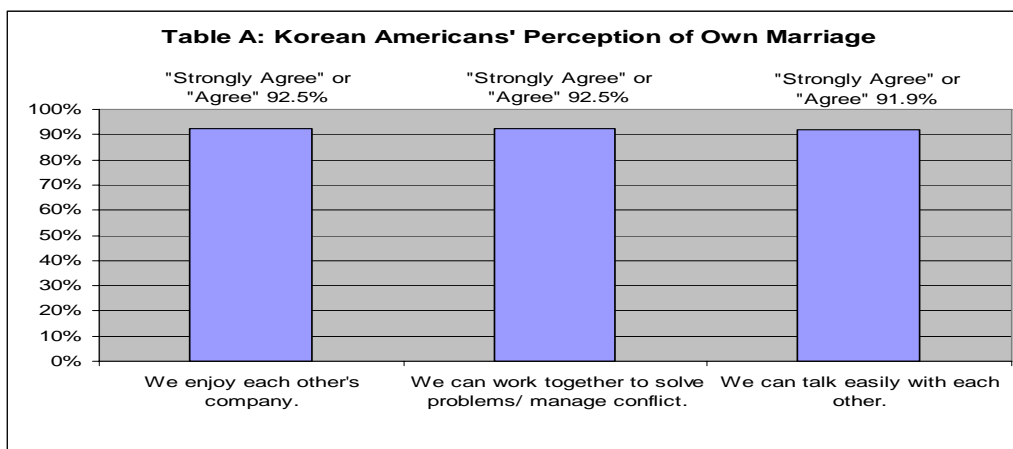 Table A: Korean Americans' Perception of Own Marriage
"Strongly Agree" or
"Agree" 92.5%
"Strongly Agree" or
"Agree" 92.5%
"Strongly Agree" or
"Agree" 91.9%
100%
90%
80%
70%
60%
50%
40%
30%
20%
10%
0%
We enjoy each other's
company.
We can work together to solve
problems/ manage conflict.
We can talk easily with each
other.